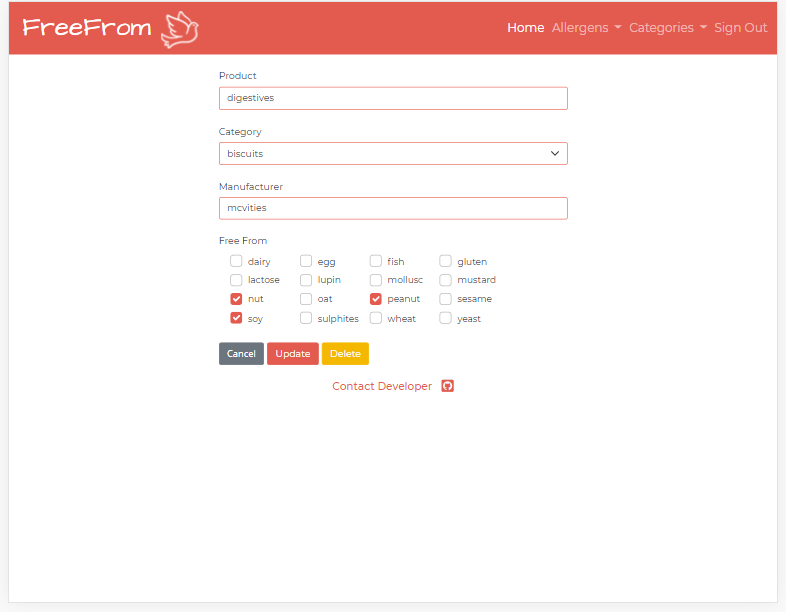 FreeFrom Home Allergens Categories Sign Out
Product
digestives
Category
biscuits
Manufacturer
mcvities
Free From
dairy egg fish gluten
lactose lupin mollusc mustard
nut oat peanut sesame
soy sulphites wheat yeast
Cancel Update Delete
Contact Developer